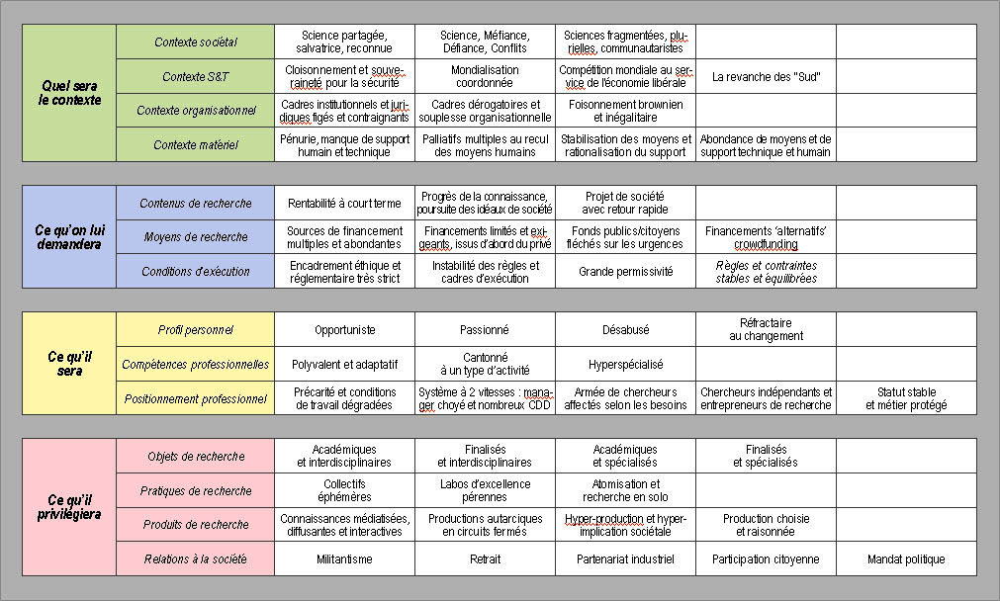 Quel sera
le contexte
Contexte sociétal
Science partagée,
salvatrice, reconnue
Science, Méfiance,
Défiance, Conflits
Sciences fragmentées, plu-
rielles, communautaristes
Contexte S&T
Cloisonnement et souve-
raineté pour la sécurité
Mondialisation
coordonnée
Compétition mondiale au ser-
vice de l'économie libérale
La revanche des "Sud"
Contexte organisationnel
Cadres institutionnels et juri-
diques figés et contraignants
Cadres dérogatoires et
souplesse organisationnelle
Foisonnement brownien
et inégalitaire
Contexte matériel
Pénurie, manque de support
humain et technique
Palliatifs multiples au recul
des moyens humains
Stabilisation des moyens et
rationalisation du support
Abondance de moyens et de
support technique et humain
Ce qu'on lui
demandera
Contenus de recherche
Rentabilité à court terme
Progrès de la connaissance,
poursuite des idéaux de société
Projet de société
avec retour rapide
Moyens de recherche
Sources de financement
multiples et abondantes
Financements limités et exi-
geants, issus d'abord du privé
Fonds publics/citoyens
fléchés sur les urgences
Financements ‘alternatifs’
crowdfunding
Conditions d'exécution
Encadrement éthique et
réglementaire très strict
Instabilité des règles et
cadres d'exécution
Grande permissivité
Règles et contraintes
stables et équilibrées
Ce qu'il
sera
Profil personnel
Opportuniste
Passionné
Désabusé
Réfractaire
au changement
Compétences professionnelles
Polyvalent et adaptatif
Cantonné
à un type d'activité
Hyperspécialisé
Positionnement professionnel
Précarité et conditions
de travail dégradées
Système à 2 vitesses : mana-
ger choyé et nombreux CDD
Armée de chercheurs
affectés selon les besoins
Chercheurs indépendants et
entrepreneurs de recherche
Statut stable
et métier protégé
Ce qu'il
privilégiera
Objets de recherche
Académiques
et interdisciplinaires
Finalisés
et interdisciplinaires
Académiques
et spécialisés
Finalisés
et spécialisés
Pratiques de recherche
Collectifs
éphémères
Labos d'excellence
pérennes
Atomisation et
recherche en solo
Produits de recherche
Connaissances médiatisées,
diffusantes et interactives
Productions autarciques
en circuits fermés
Hyper-production et hyper-
implication sociétale
Production choisie
et raisonnée
Relations à la société
Militantisme
Retrait
Partenariat industriel
Participation citoyenne
Mandat politique